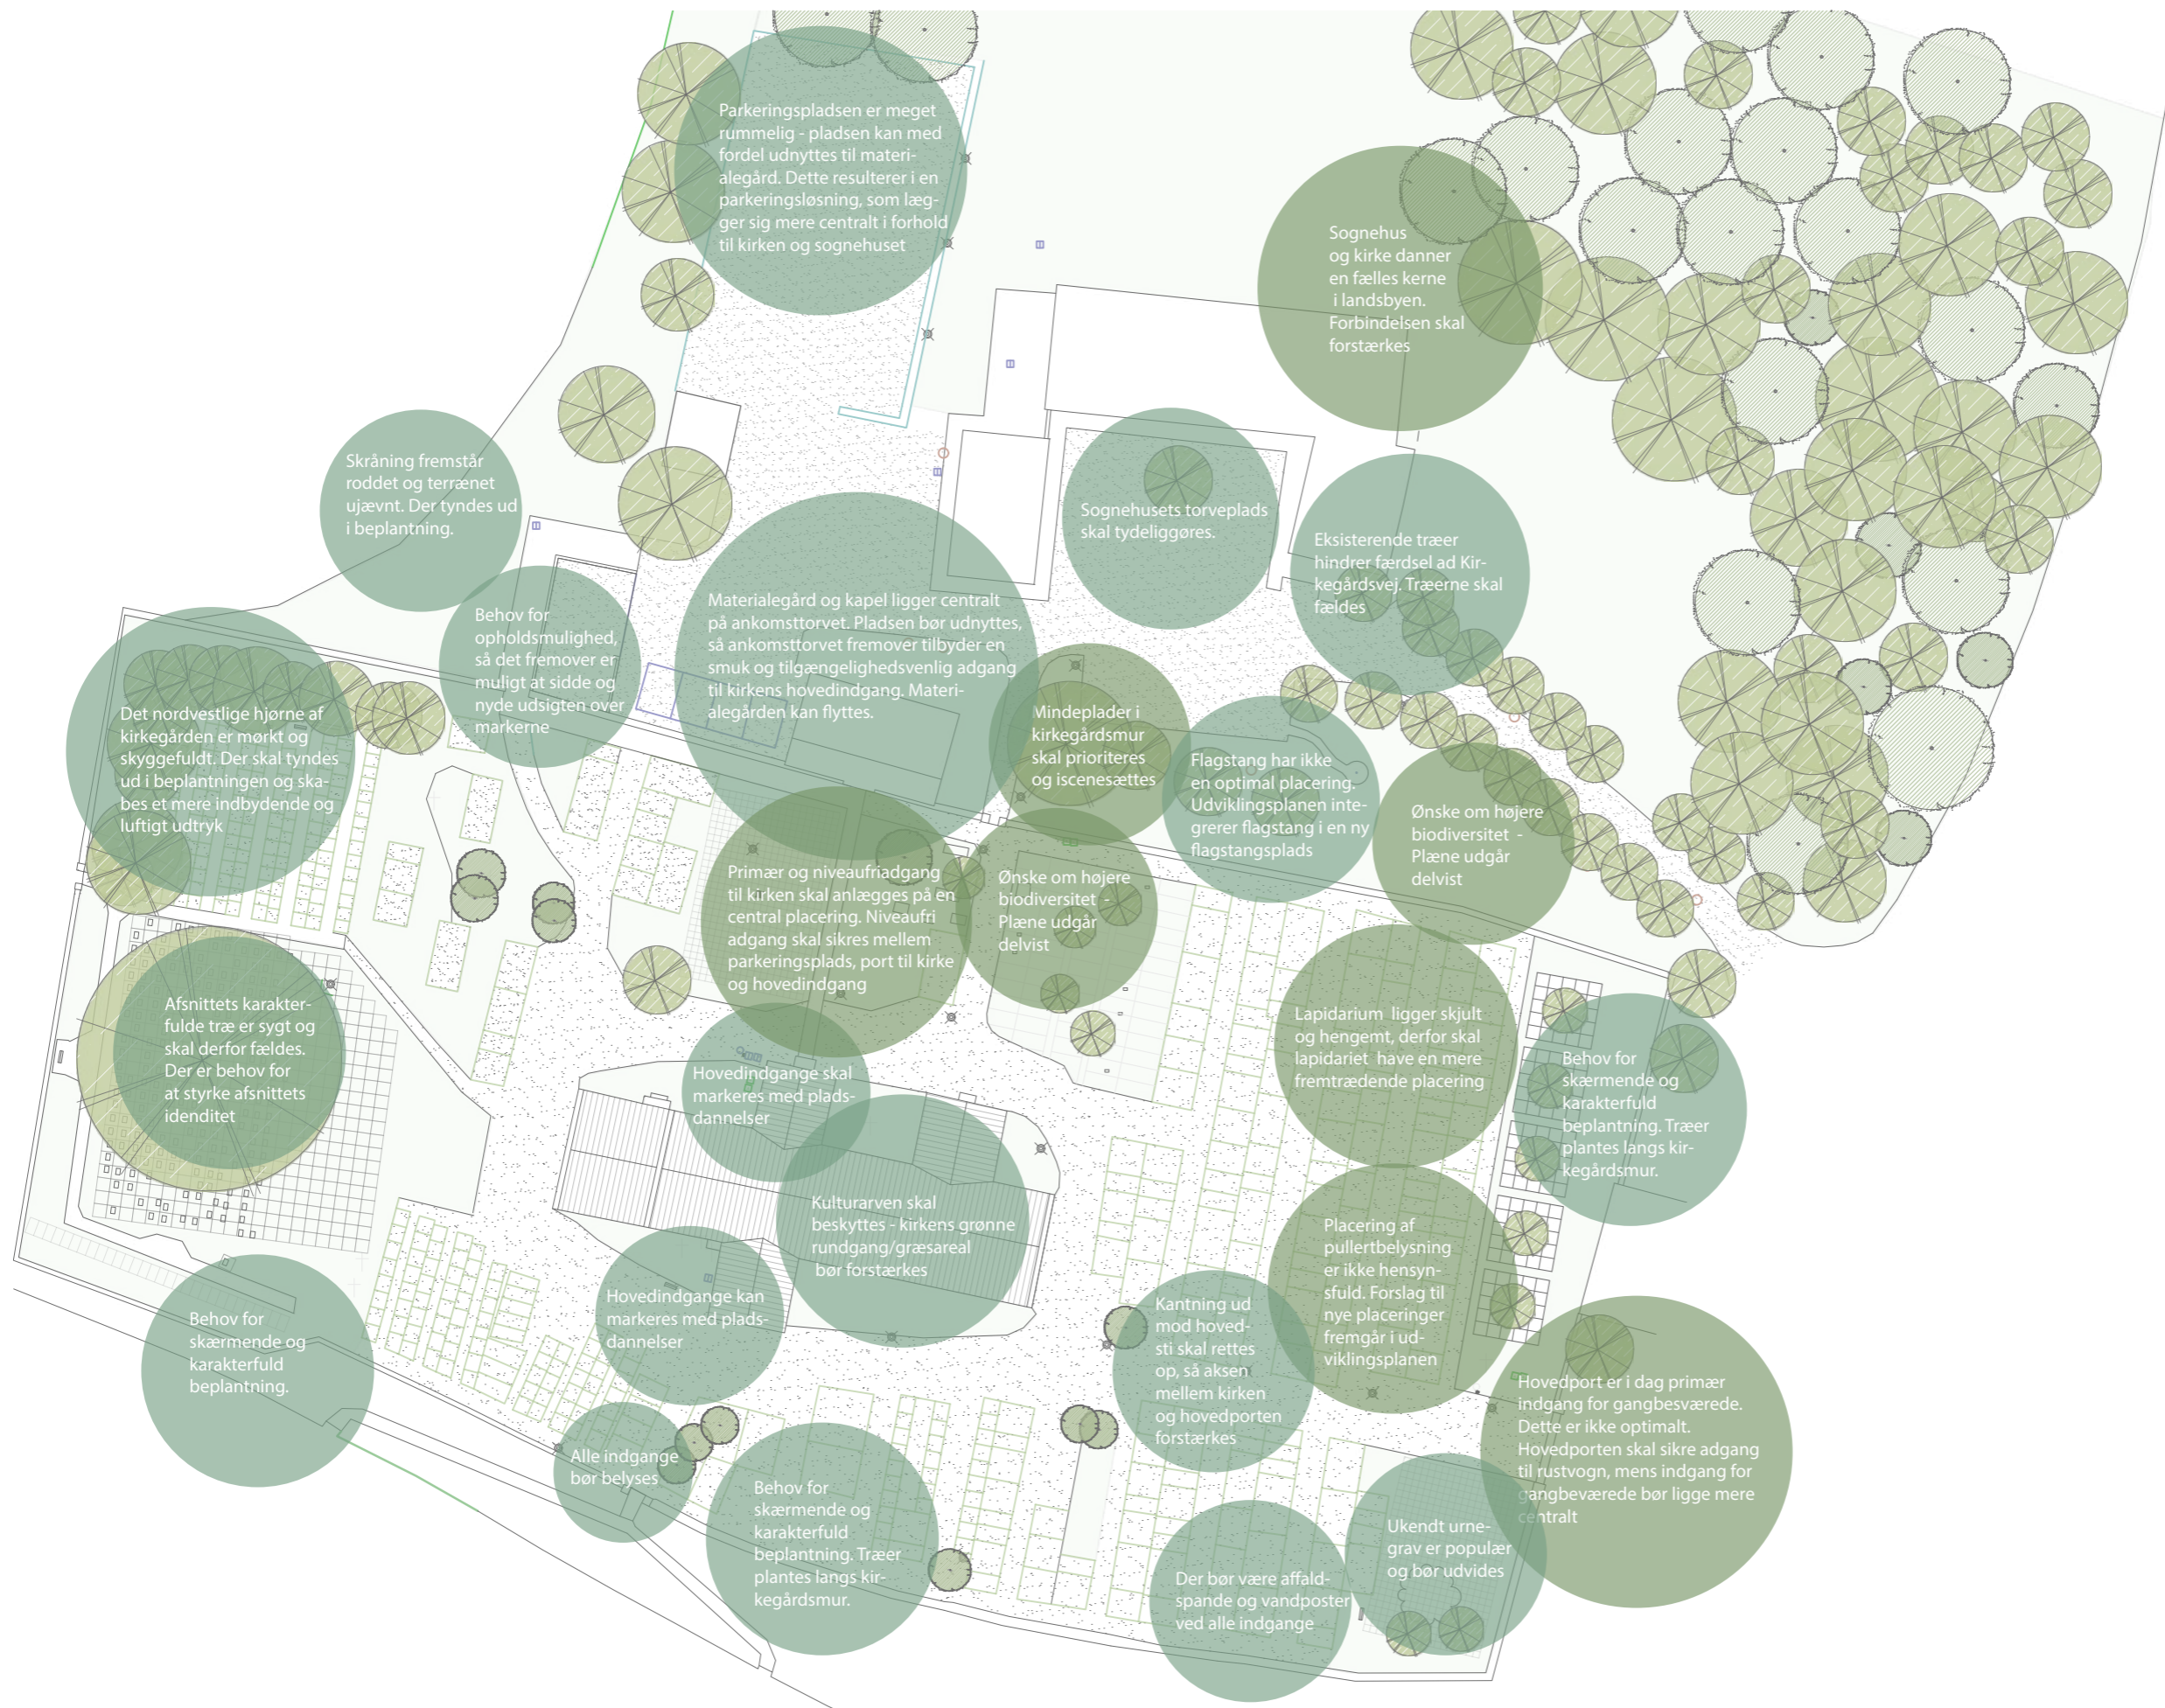 Parkeringspladsen er meget
rummelig - pladsen kan med
fordel udnyttes til materi-
alegård. Dette resulterer i en
parkeringsløsning, som læg-
ger sig mere centralt i forhold
til kirken og sognehuset
Sognehus
og kirke danner
en fælles kerne
i landsbyen.
Forbindelsen skal
forstærkes
Skråning fremstår
roddet og terrænet
ujævnt. Der tyndes ud
i beplantning.
Sognehusets torveplads
skal tydeliggøres.
Eksisterende træer
hindrer færdsel ad Kir-
kegårdsvej. Træerne skal
fældes
Behov for
opholdsmulighed,
så det fremover er
muligt at sidde og
nyde udsigten over
markerne
Materialegård og kapel ligger centralt
på ankomsttorvet. Pladsen bør udnyttes,
så ankomsttorvet fremover tilbyder en
smuk og tilgængelighedsvenlig adgang
til kirkens hovedindgang. Materi-
alegården kan flyttes.
Det nordvestlige hjørne af
kirkegården er mørkt og
skyggefuldt. Der skal tyndes
ud i beplantningen og ska-
bes et mere indbydende og
luftigt udtryk
Mindeplader i
kirkegårdsmur
skal prioriteres
og iscenesættes
Flagstang har ikke
en optimal placering.
Udviklingsplanen inte-
grerer flagstang i en ny
flagstangsplads
Ønske om højere
biodiversitet -
Plæne udgår
delvist
Primær og niveaufriadgang
til kirken skal anlægges på en
central placering. Niveaufri
adgang skal sikres mellem
parkeringsplads, port til kirke
og hovedindgang
Ønske om højere
biodiversitet -
Plæne udgår
delvist
Afsnittets karakter-
fulde træ er sygt og
skal derfor fældes.
Der er behov for
at styrke afsnittets
idenditet
Lapidarium ligger skjult
og hengemt, derfor skal
lapidariet have en mere
fremtrædende placering
Behov for
skærmende og
karakterfuld
beplantning. Træer
plantes langs kir-
kegårdsmur.
Hovedindgange skal
markeres med plads-
dannelser
Kulturarven skal
beskyttes - kirkens grønne
rundgang/græsareal
bør forstærkes
Placering af
pullertbelysning
er ikke hensyn-
sfuld. Forslag til
nye placeringer
fremgår i ud-
viklingsplanen
Hovedindgange kan
markeres med plads-
dannelser
Kantning ud
mod hoved-
sti skal rettes
op, så aksen
mellem kirken
og hovedporten
forstærkes
Behov for
skærmende og
karakterfuld
beplantning.
Hovedport er i dag primær
indgang for gangbesværede.
Dette er ikke optimalt.
Hovedporten skal sikre adgang
til rustvogn, mens indgang for
gangbeværede bør ligge mere
centralt
Alle indgange
bør belyses
Behov for
skærmende og
karakterfuld
beplantning. Træer
plantes langs kir-
kegårdsmur.
Ukendt urne-
grav er populær
og bør udvides
Der bør være affald-
spande og vandposter
ved alle indgange